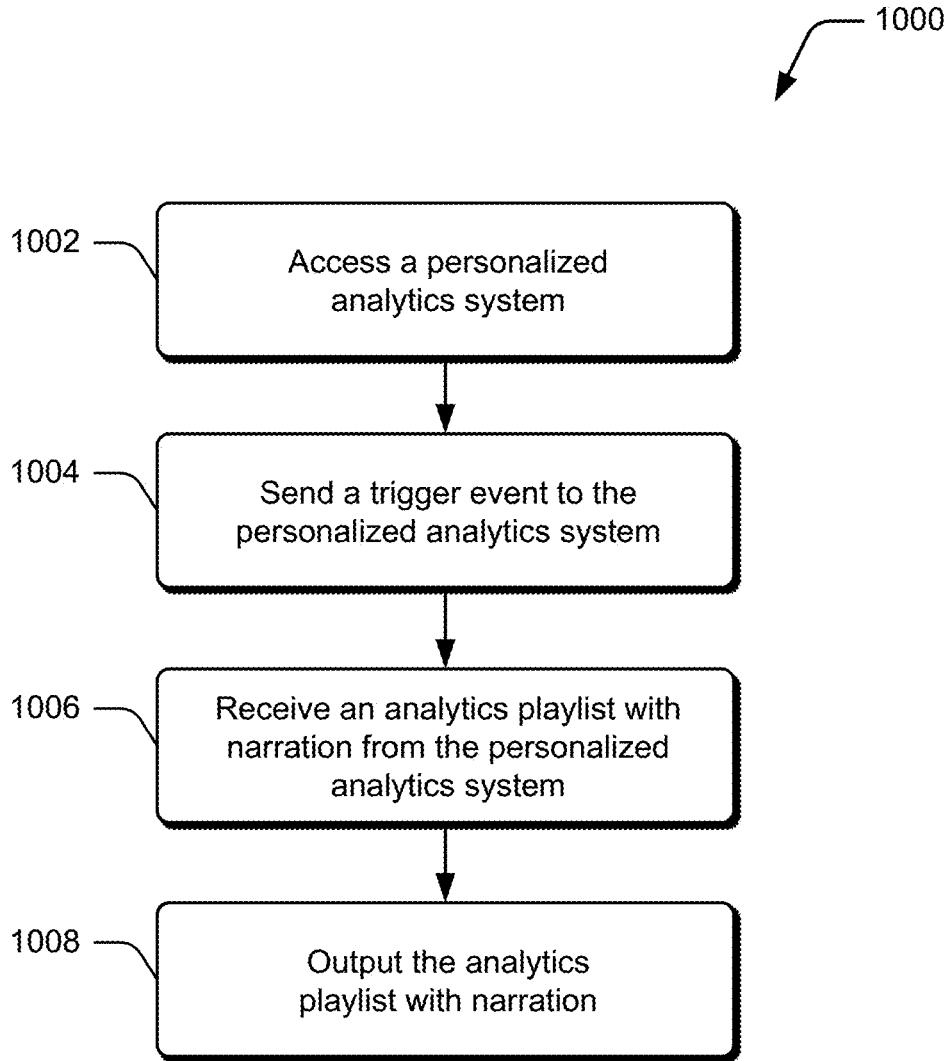 1000
1002
Access a personalized
analytics system
1004
Send a trigger event to the
personalized analytics system
1006
Receive an analytics playlist with
narration from the personalized
analytics system
1008
Output the analytics
playlist with narration